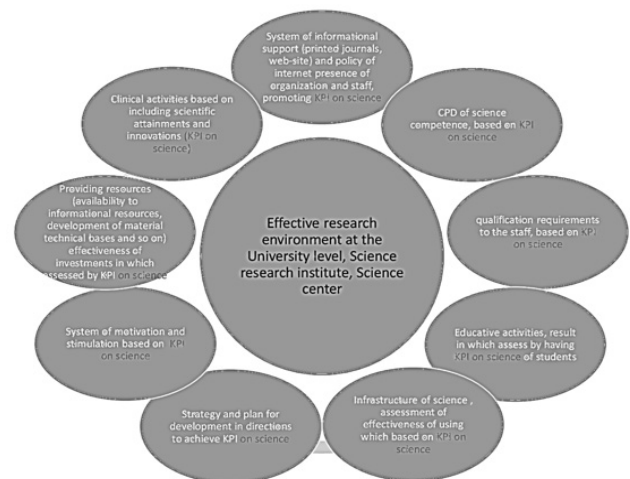 System of informational
support (printed journals,
web-site) and policy of
internet presence of
organization and staff,
promoting KPI on science
CPD of science
competence, based on KPI
on science
qualification requirements
to the staff, based on KPI
on science
Educative activities, result
in which assess by having
KPI on science of students
Infrastructure of science ,
assessment of
effectiveness of using
which based on KPI on
science
Strategy and plan for
development in directions
to achieve KPI on science
System of motivation and
stimulation based on KPI
on science
Providing resources
(availability to
informational resources,
development of material
technical bases and so on)
effectiveness of
investments in which
assessed by KPI on science
Clinical activities based on
including scientific
attainments and
innovations (KPI on
science)
Effective research
environment at the
University level, Science
research institute, Science
center